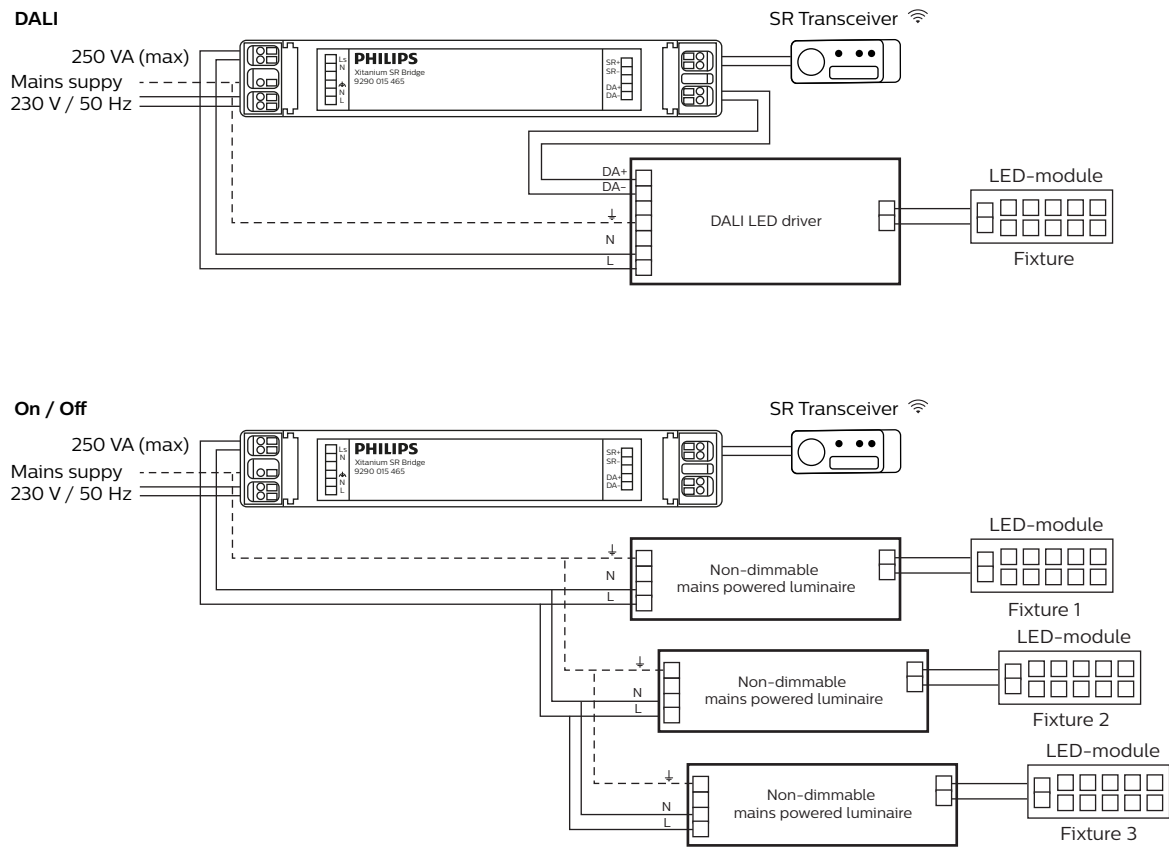 DALI
SR Transceiver
250 VA (max)
Mains suppy
230 V / 50 Hz
Ls
N
N
L
PHILIPS
Xitanium SR Bridge
9290 015 465
SR+
SR-
DA+
DA-
DA+
DA-
N
L
DALI LED driver
LED-module
Fixture
On / Off
SR Transceiver
250 VA (max)
Mains suppy
230 V / 50 Hz
Ls
N
N
L
PHILIPS
Xitanium SR Bridge
9290 015 465
SR+
SR-
DA+
DA-
N
L
Non-dimmable
mains powered luminaire
LED-module
Fixture 1
N
L
Non-dimmable
mains powered luminaire
LED-module
Fixture 2
N
L
Non-dimmable
mains powered luminaire
LED-module
Fixture 3